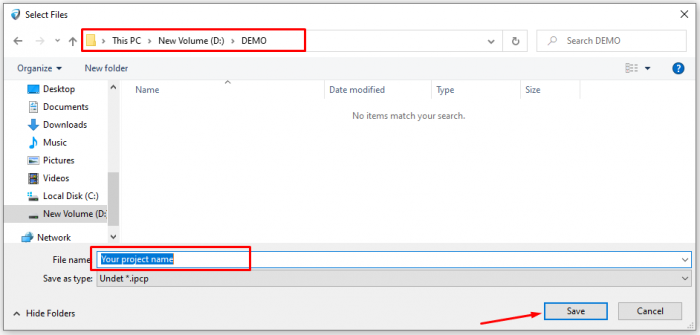 Select Files
This PC > New Volume (D:) > DEMO
Search DEMO
Organize New folder
Name Date modified Type Size
No items match your search.
Desktop
Documents
Downloads
Music
Pictures
Videos
Local Disk (C:)
New Volume (D:
Network
File name: Your project name
Save as type: Undet *.ipcp
Hide Folders
Save Cancel